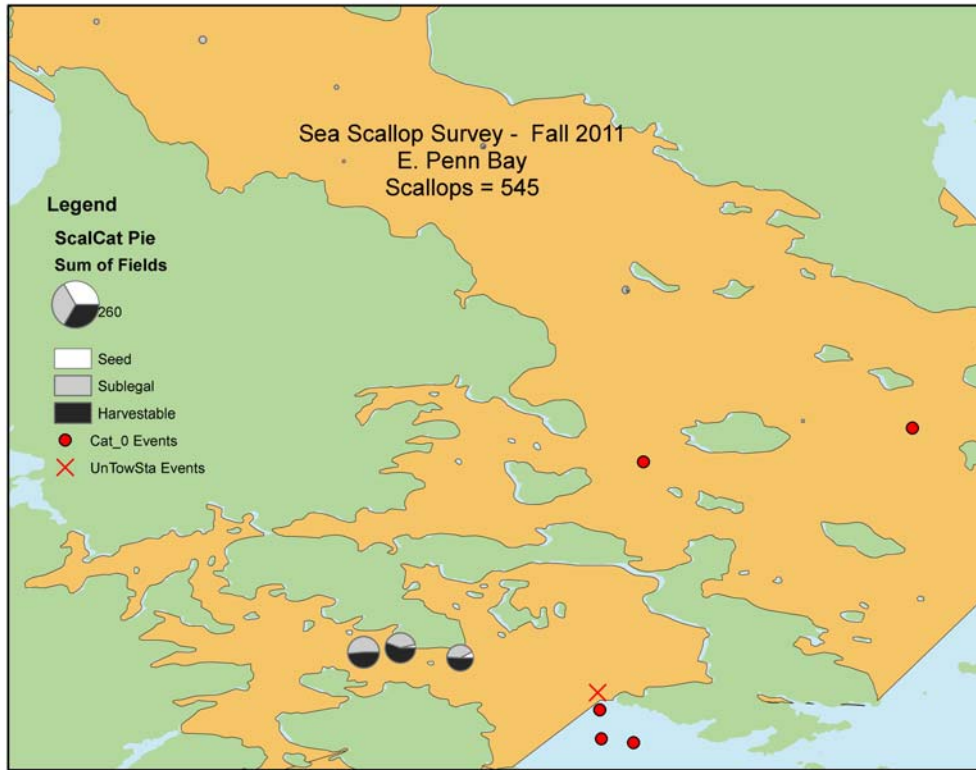 Sea Scallop Survey - Fall 2011
E. Penn Bay
Scallops = 545
Legend
ScalCat Pie
Sum of Fields
260
Seed
Sublegal
Harvestable
Cat_0 Events
UnTowSta Events